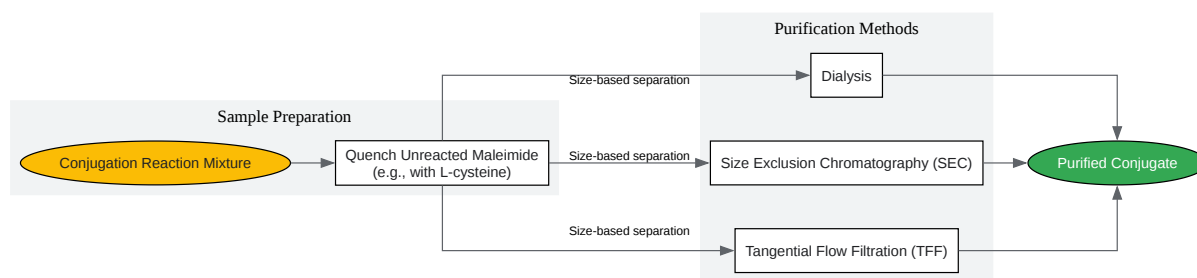 Purification Methods
Size-based separation
Dialysis
Sample Preparation
Conjugation Reaction Mixture
Quench Unreacted Maleimide
(e.g., with L-cysteine)
Size-based separation
Size Exclusion Chromatography (SEC)
Purified Conjugate
Size-based separation
Tangential Flow Filtration (TFF)